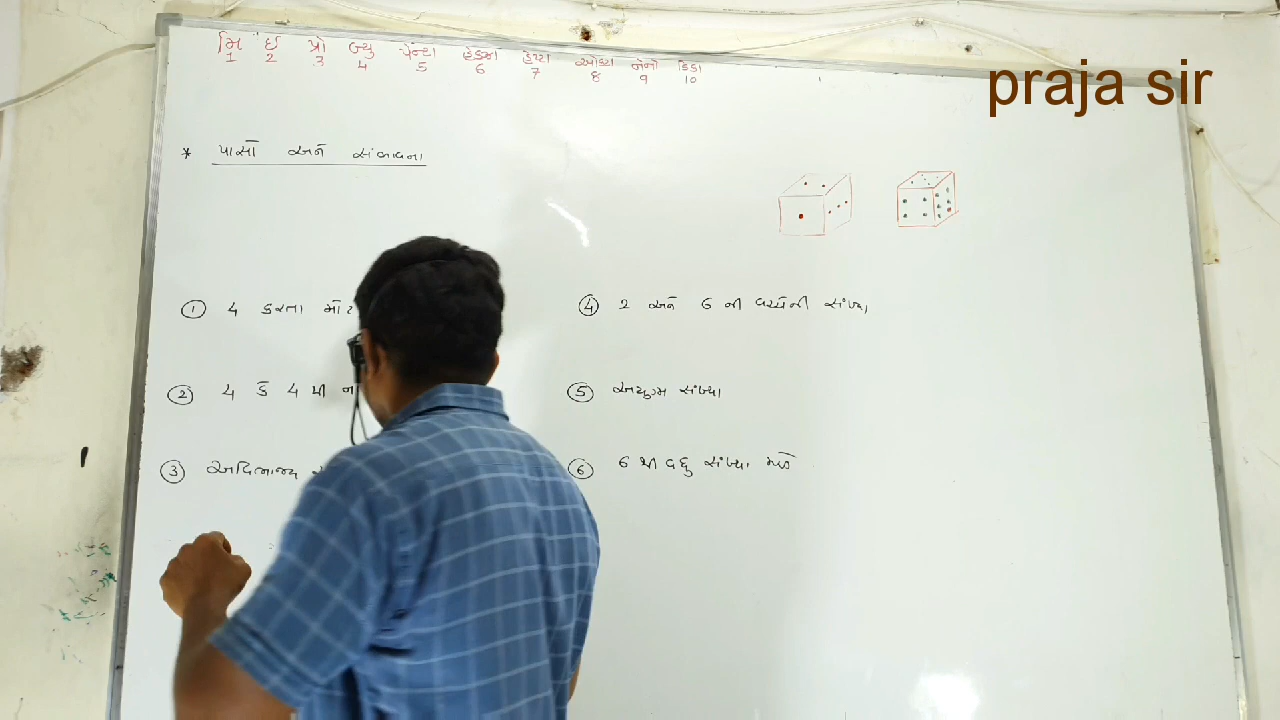 મિ ઈ પ્રો બ્યુ પેન્ટા હેક્ઝા હેપ્ટા ઓક્ટા નોનો ડેકા
1 2 3 4 5 6 7 8 9 10
praja sir
* પાસો અને સંભાવના
① 4 કરતા મોટ
④ 2 અને 6 ની વચ્ચેની સંખ્યા
② 4 કે 4 થી ના
⑤ અયુગ્મ સંખ્યા
③ અવિભાજ્ય
⑥ 6 થી વધુ સંખ્યા મળે